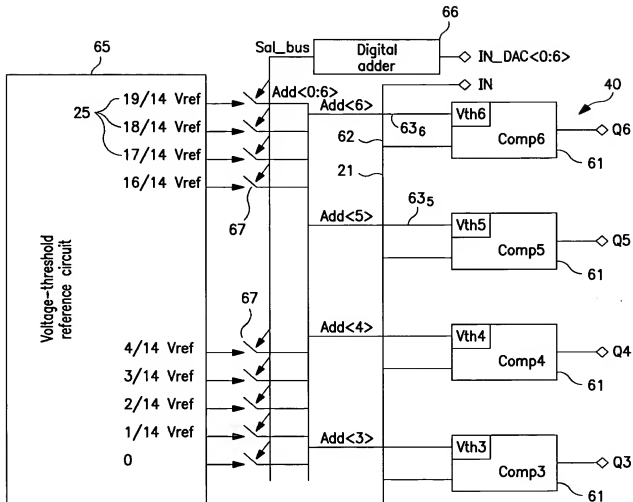 66
65
Sal_bus
Digital
adder
IN_DAC<0:6>
IN
40
Add<0:6>
19/14 Vref
25
18/14 Vref
17/14 Vref
16/14 Vref
67
Add<6>
62
63₆
21
Vth6
Comp6
Q6
61
Voltage-threshold
reference circuit
Add<5>
63₅
Vth5
Comp5
Q5
61
67
4/14 Vref
3/14 Vref
2/14 Vref
1/14 Vref
0
Add<4>
Vth4
Comp4
Q4
61
Add<3>
Vth3
Comp3
Q3
61